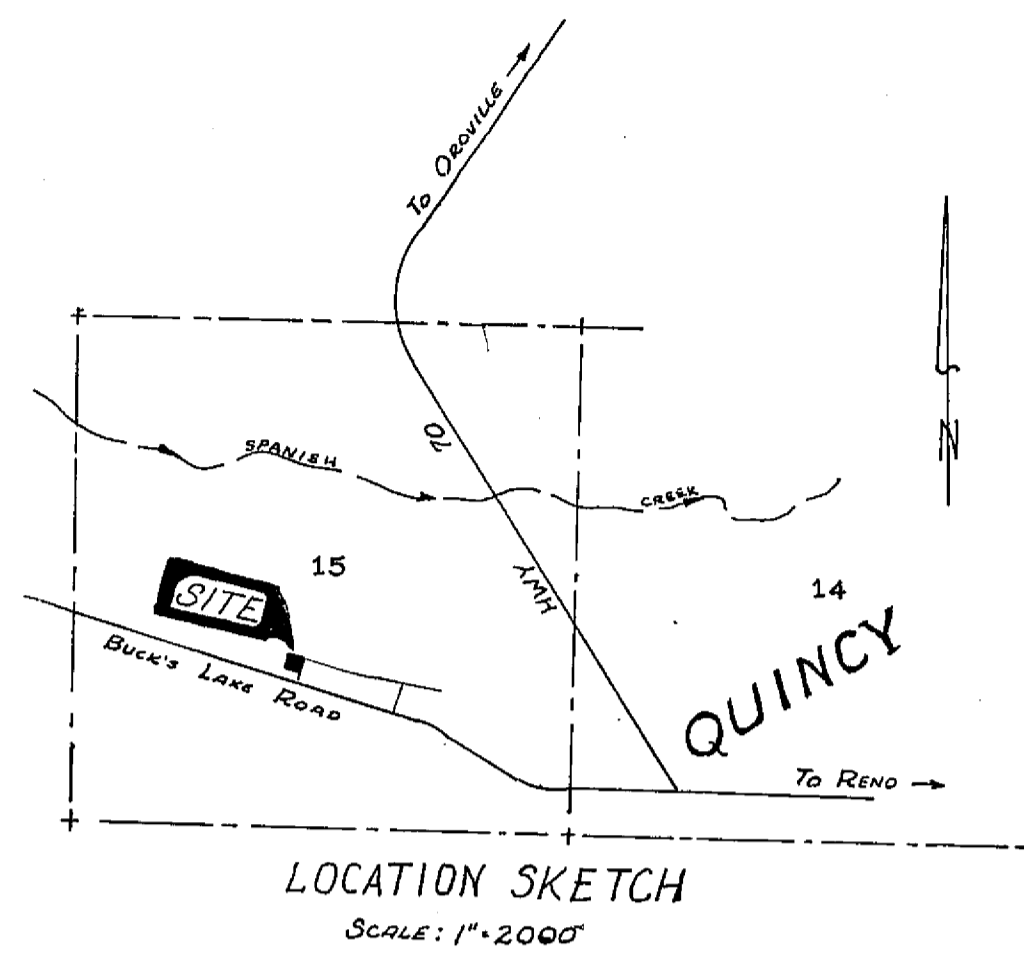 To OROVILLE
N
70
SPANISH
CREEK
15
HWY
14
SITE
QUINCY
BUCK'S LAKE ROAD
To RENO
LOCATION SKETCH
SCALE: 1"=2000'